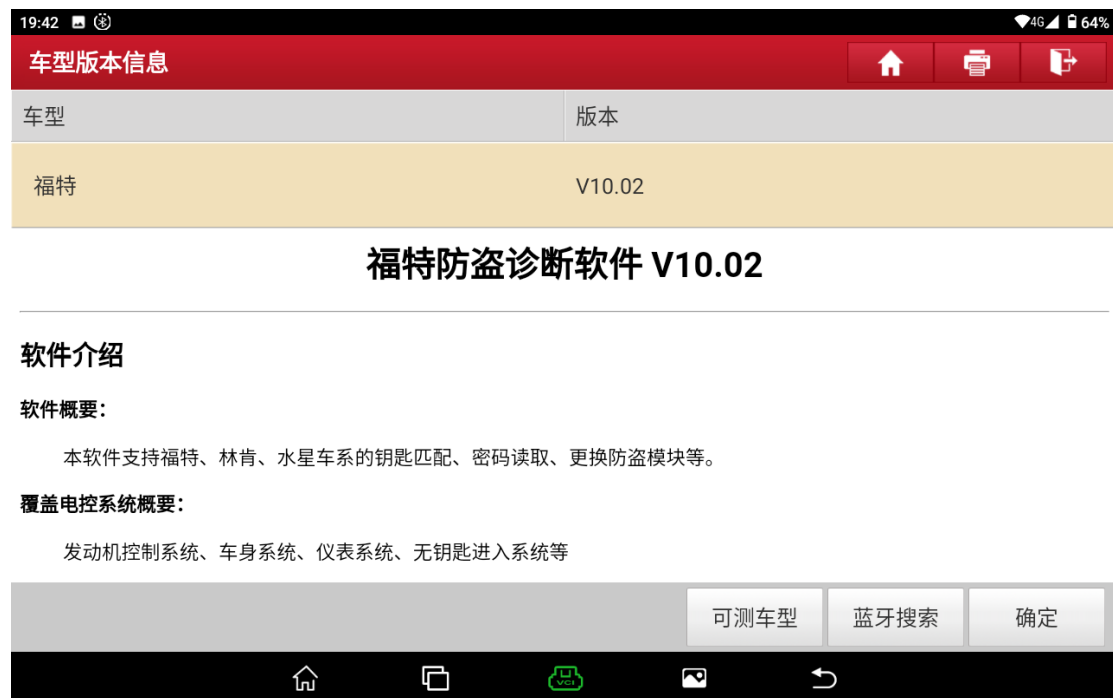 19:42
4G 64%
车型版本信息
车型 版本
福特 V10.02
福特防盗诊断软件 V10.02
软件介绍
软件概要：
本软件支持福特、林肯、水星车系的钥匙匹配、密码读取、更换防盗模块等。
覆盖电控系统概要：
发动机控制系统、车身系统、仪表系统、无钥匙进入系统等
可测车型 蓝牙搜索 确定
VCI